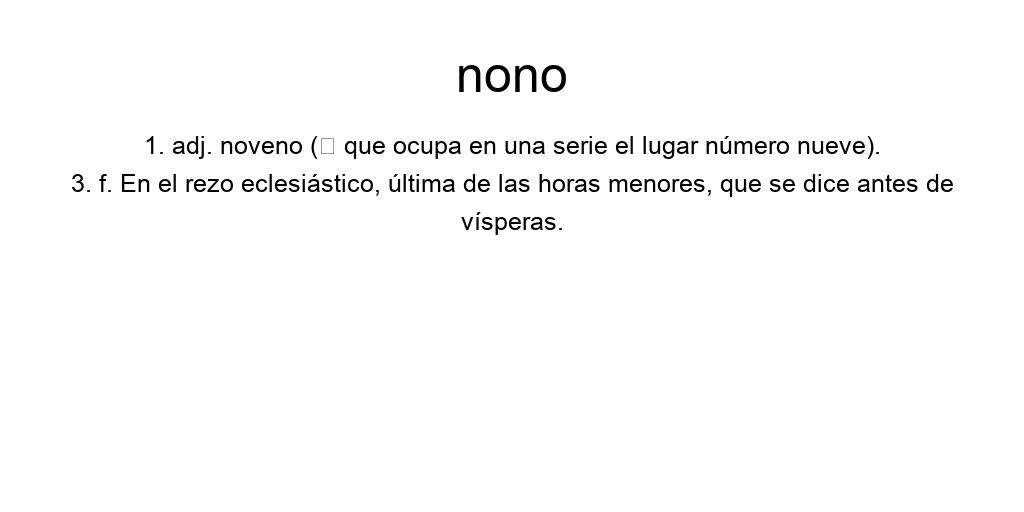 nono
1. adj. noveno (□ que ocupa en una serie el lugar número nueve).
3. f. En el rezo eclesiástico, última de las horas menores, que se dice antes de
vísperas.